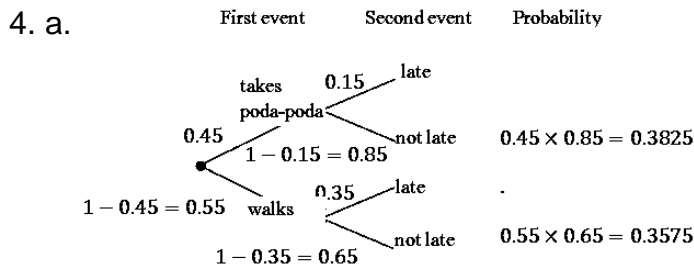 4. a.
First event Second event Probability
late
takes 0.15
poda-poda
0.45 not late 0.45 × 0.85 = 0.3825
1 − 0.15 = 0.85
0.35 late .
1 − 0.45 = 0.55 walks
not late 0.55 × 0.65 = 0.3575
1 − 0.35 = 0.65